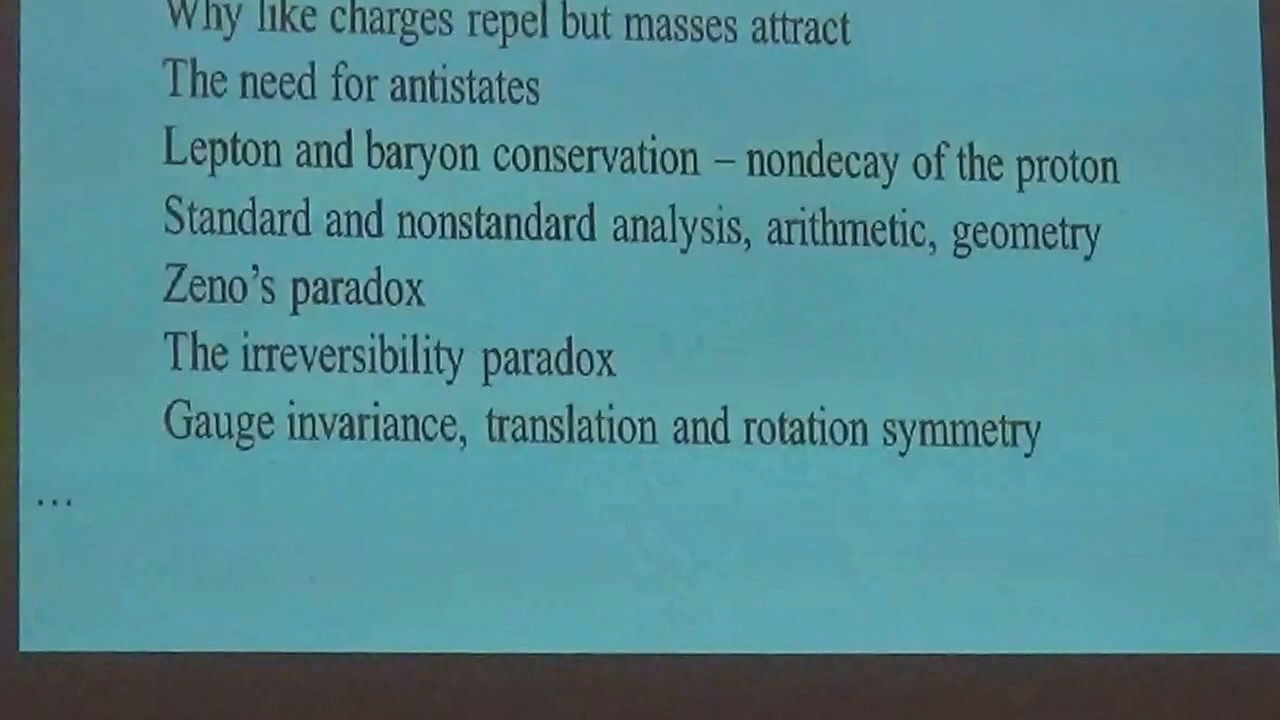 Why like charges repel but masses attract
The need for antistates
Lepton and baryon conservation – nondecay of the proton
Standard and nonstandard analysis, arithmetic, geometry
Zeno’s paradox
The irreversibility paradox
Gauge invariance, translation and rotation symmetry
...